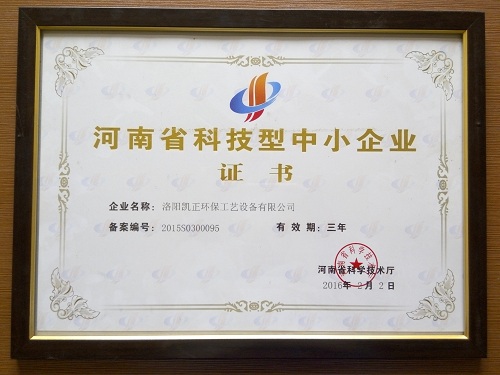 河南省科技型中小企业
证书
企业名称：洛阳凯正环保工艺设备有限公司
备案编号：2015S0300095 有效期：三年
河南省科学技术厅
2016年2月2日